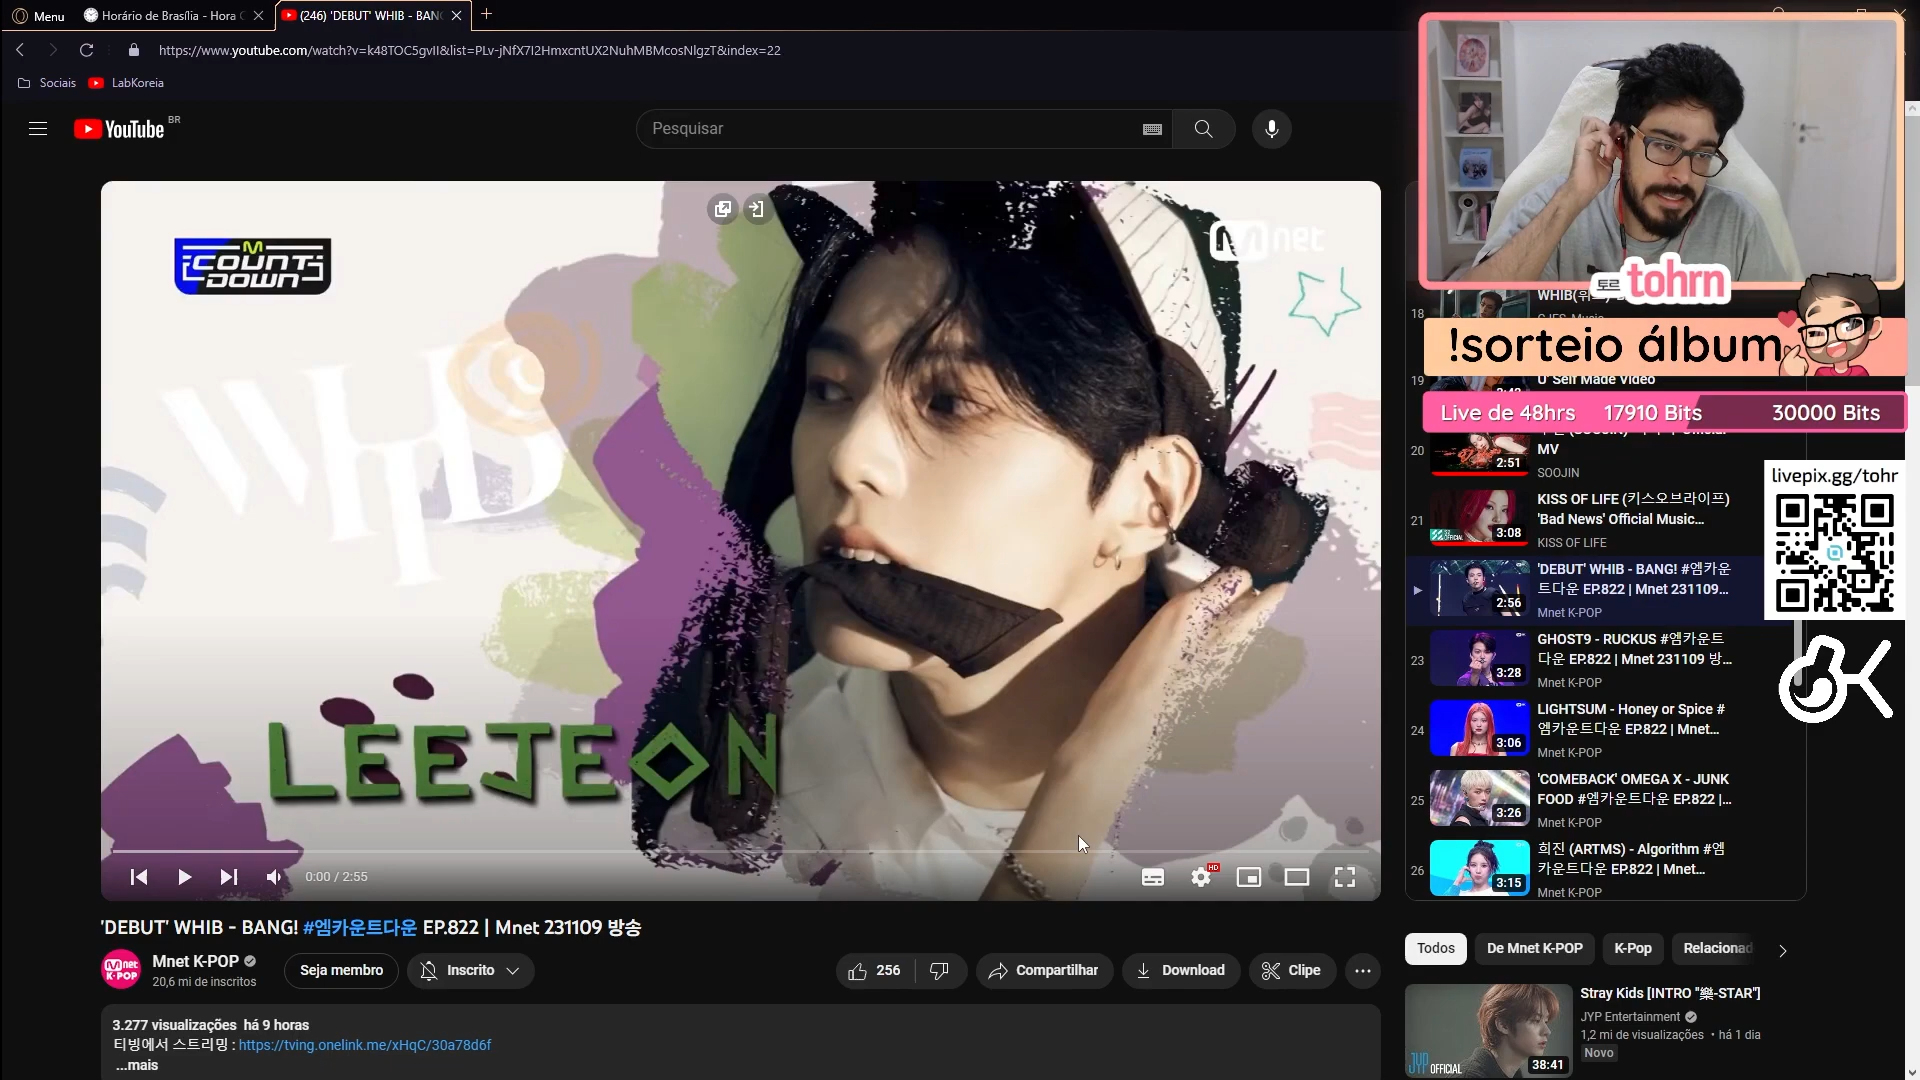 Menu
Horário de Brasília - Hora
(246) 'DEBUT' WHIB - BAN
https://www.youtube.com/watch?v=k48TOC5gvII&list=PLv-jNfX7I2HmxcntUX2NuhMBMcosNlgzT&index=22
Sociais
LabKoreia
YouTube BR
Pesquisar
M COUNT DOWN
Mnet
WHIB
LEEJEON
0:00 / 2:55
HD
'DEBUT' WHIB - BANG! #엠카운트다운 EP.822 | Mnet 231109 방송
Mnet K-POP
20,6 mi de inscritos
Seja membro
Inscrito
256
Compartilhar
Download
Clipe
3.277 visualizações há 9 horas
티빙에서 스트리밍 : https://tving.onelink.me/xHqC/30a78d6f
...mais
토르 tohrn
!sorteio álbum
Live de 48hrs 17910 Bits 30000 Bits
livepix.gg/tohr
OK
18
19
U' Self Made Video
20
MV
SOOJIN
2:51
21
KISS OF LIFE (키스오브라이프)
'Bad News' Official Music...
KISS OF LIFE
3:08
'DEBUT' WHIB - BANG! #엠카운
트다운 EP.822 | Mnet 231109...
Mnet K-POP
2:56
23
GHOST9 - RUCKUS #엠카운트
다운 EP.822 | Mnet 231109 방...
Mnet K-POP
3:28
24
LIGHTSUM - Honey or Spice #
엠카운트다운 EP.822 | Mnet...
Mnet K-POP
3:06
25
'COMEBACK' OMEGA X - JUNK
FOOD #엠카운트다운 EP.822 |...
Mnet K-POP
3:26
26
희진 (ARTMS) - Algorithm #엠
카운트다운 EP.822 | Mnet...
Mnet K-POP
3:15
Todos
De Mnet K-POP
K-Pop
Relacionad
Stray Kids [INTRO "樂-STAR"]
JYP Entertainment
1,2 mi de visualizações • há 1 dia
Novo
JYP OFFICIAL
38:41